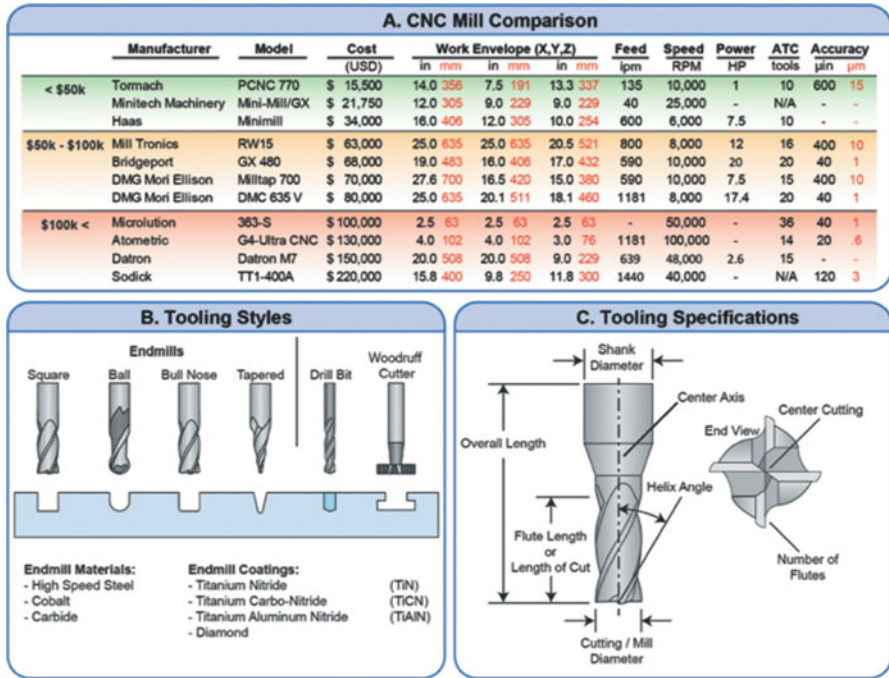 A. CNC Mill Comparison
Manufacturer Model Cost Work Envelope (X,Y,Z) Feed Speed Power ATC Accuracy
(USD) in mm in mm in mm ipm RPM HP tools µin µm
< $50k Tormach PCNC 770 $ 15,500 14.0 356 7.5 191 13.3 337 135 10,000 1 10 600 15
Minitech Machinery Mini-Mill/GX $ 21,750 12.0 305 9.0 229 9.0 229 40 25,000 - N/A - -
Haas Minimill $ 34,000 16.0 406 12.0 305 10.0 254 600 6,000 7.5 10 - -
$50k - $100k Mill Tronics RW15 $ 63,000 25.0 635 25.0 635 20.5 521 800 8,000 12 16 400 10
Bridgeport GX 480 $ 68,000 19.0 483 16.0 406 17.0 432 590 10,000 20 20 40 1
DMG Mori Ellison Milltap 700 $ 70,000 27.6 700 16.5 420 15.0 380 590 10,000 7.5 15 400 10
DMG Mori Ellison DMC 635 V $ 80,000 25.0 635 20.1 511 18.1 460 1181 8,000 17.4 20 40 1
$100k < Microlution 363-S $ 100,000 2.5 63 2.5 63 2.5 63 - 50,000 - 36 40 1
Atometric G4-Ultra CNC $ 130,000 4.0 102 4.0 102 3.0 76 1181 100,000 - 14 20 .6
Datron Datron M7 $ 150,000 20.0 508 20.0 508 9.0 229 639 48,000 2.6 15 - -
Sodick TT1-400A $ 220,000 15.8 400 9.8 250 11.8 300 1440 40,000 - N/A 120 3
B. Tooling Styles
Endmills
Square Ball Bull Nose Tapered Drill Bit Woodruff
Cutter
Endmill Materials:
- High Speed Steel
- Cobalt
- Carbide
Endmill Coatings:
- Titanium Nitride (TiN)
- Titanium Carbo-Nitride (TiCN)
- Titanium Aluminum Nitride (TiAlN)
- Diamond
C. Tooling Specifications
Shank
Diameter
Center Axis
Center Cutting
Overall Length
End View
Helix Angle
Flute Length
or
Length of Cut
Number of
Flutes
Cutting / Mill
Diameter